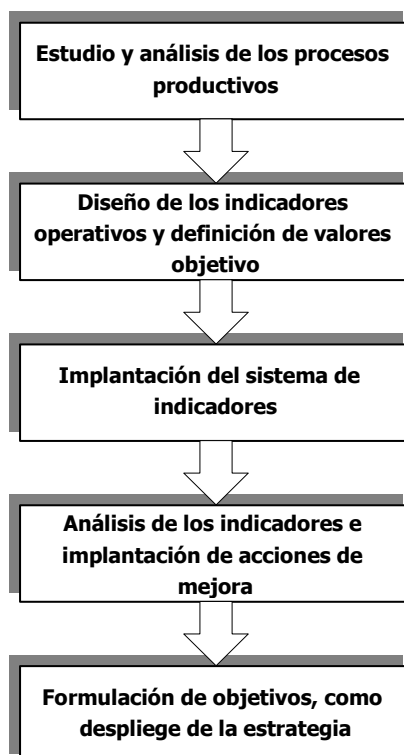 Estudio y análisis de los procesos
productivos
Diseño de los indicadores
operativos y definición de valores
objetivo
Implantación del sistema de
indicadores
Análisis de los indicadores e
implantación de acciones de
mejora
Formulación de objetivos, como
despliege de la estrategia